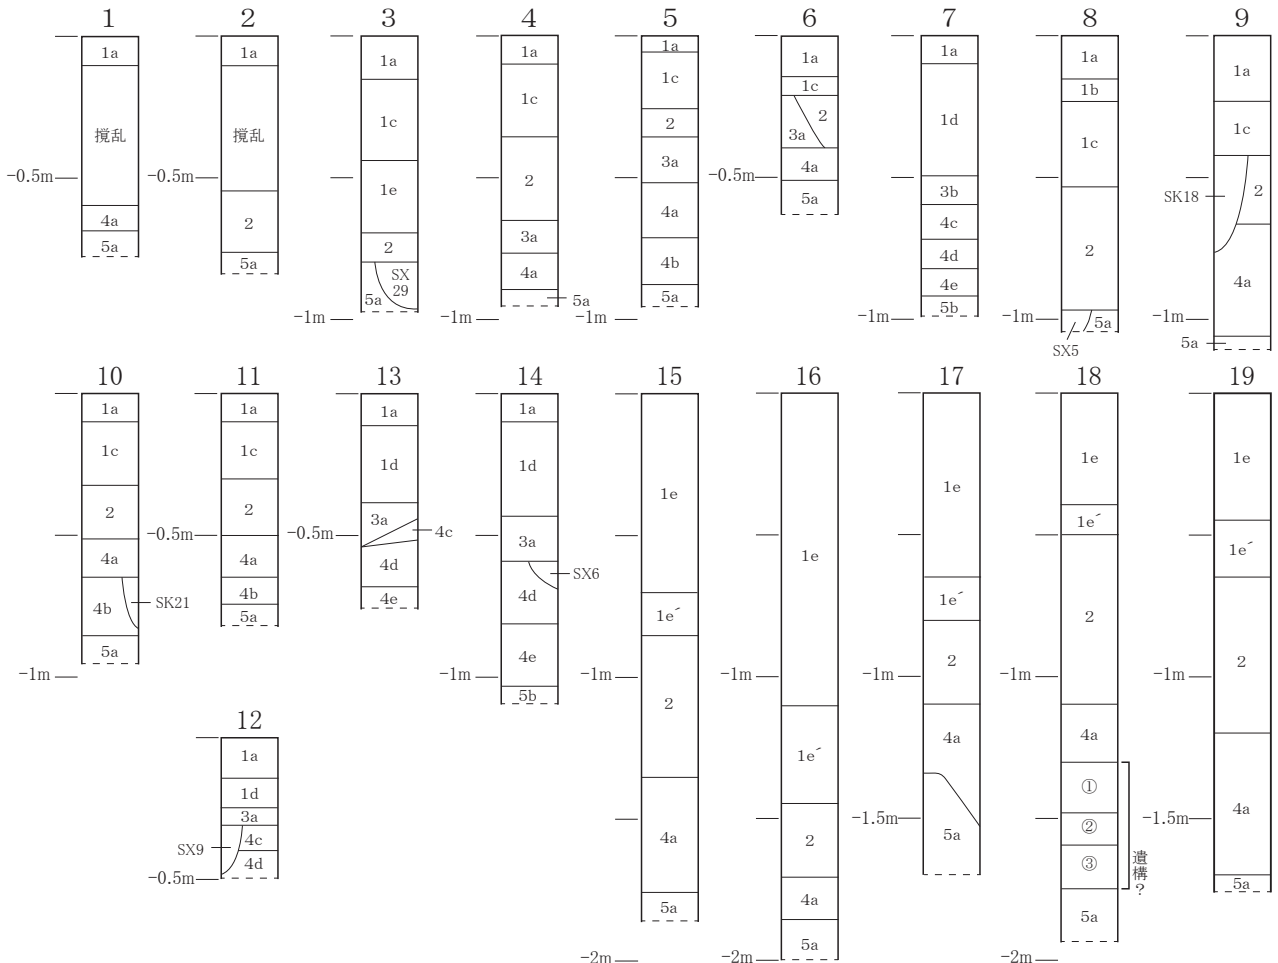 1 2 3 4 5 6 7 8 9
1a
撹乱
4a
5a
-0.5m
1a
撹乱
2
5a
-0.5m
1a
1c
1e
2
SX
29
5a
-1m
1a
1c
2
3a
4a
5a
-1m
1a
1c
2
3a
4a
4b
5a
-1m
1a
1c
2
3a
4a
5a
-0.5m
1a
1d
3b
4c
4d
4e
5b
-1m
1a
1b
1c
2
5a
SX5
-1m
1a
1c
2
SK18
4a
5a
-1m
10 11 13 14 15 16 17 18 19
1a
1c
2
4a
4b
SK21
5a
-1m
1a
1c
2
4a
4b
5a
-0.5m
1a
1d
3a
4c
4d
4e
-0.5m
1a
1d
3a
SX6
4d
4e
5b
-1m
1e
1e´
2
4a
5a
-1m
-2m
1e
1e´
2
4a
5a
-1m
-2m
1e
1e´
2
4a
5a
-1m
-1.5m
1e
1e´
2
4a
①
②
③
遺構?
5a
-1m
-2m
1e
1e´
2
4a
5a
-1m
-1.5m
12
1a
1d
3a
4c
SX9
4d
-0.5m